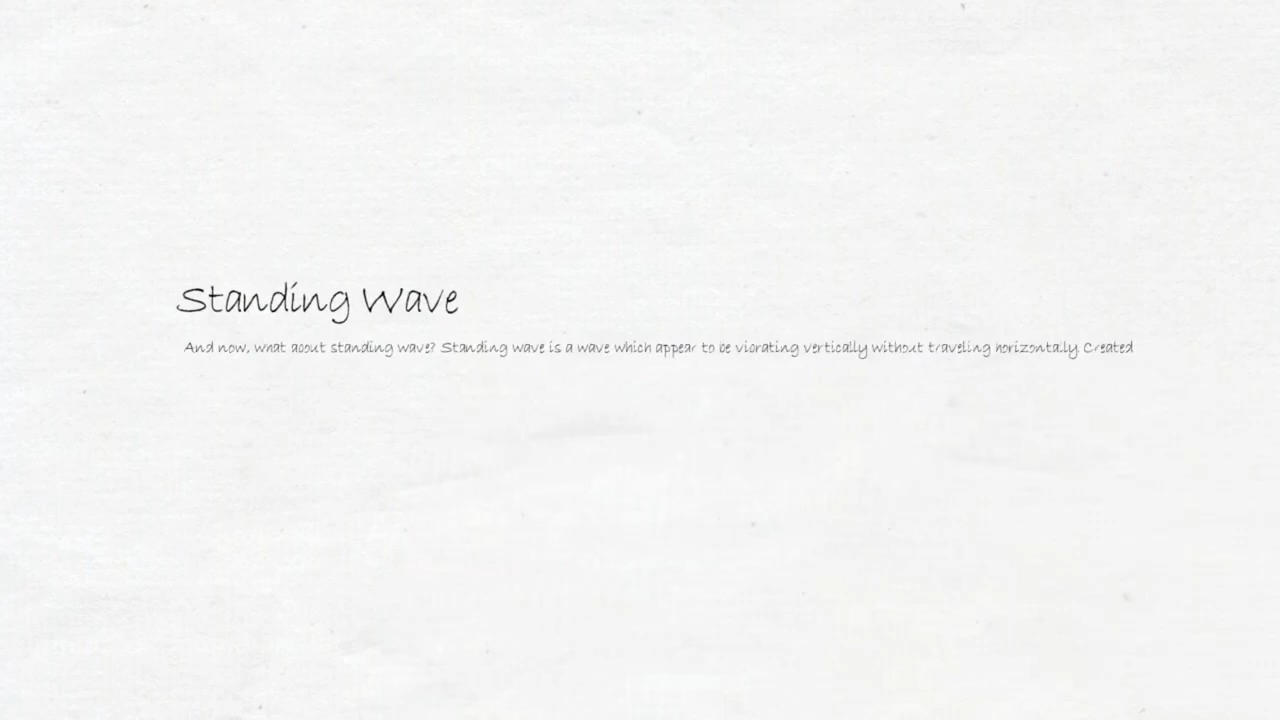 Standing Wave
And now, what about standing wave? Standing wave is a wave which appear to be vibrating vertically without traveling horizontally. Created